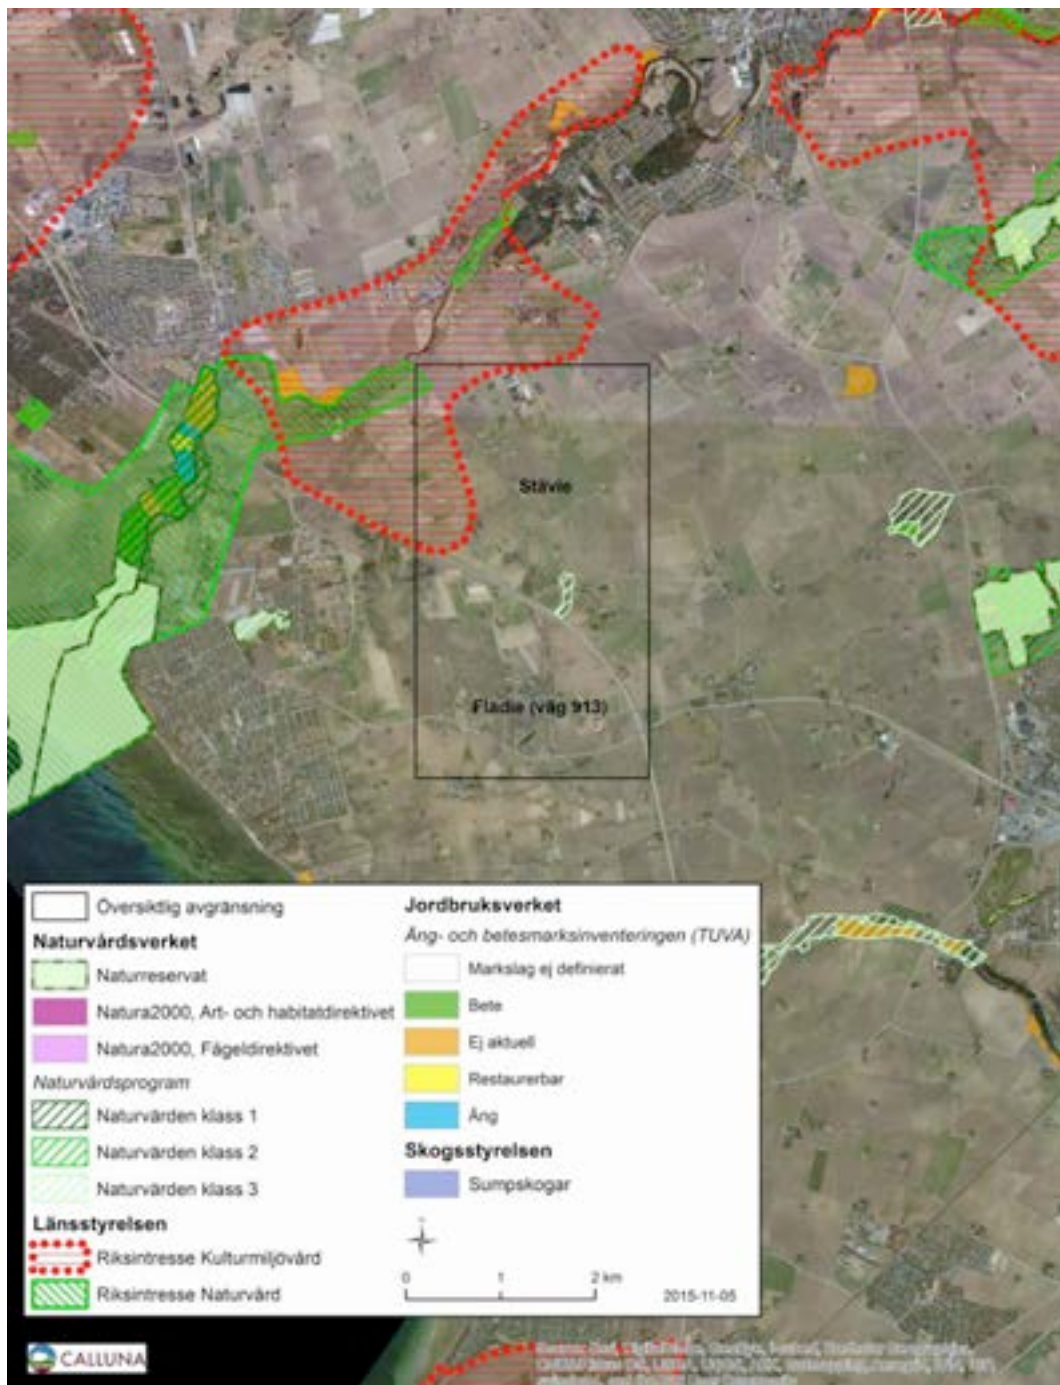 Stävie
Flädie (väg 913)
Översiktlig avgränsning
Naturvårdsverket
Naturreservat
Natura2000, Art- och habitatdirektivet
Natura2000, Fågeldirektivet
Naturvårdsprogram
Naturvärden klass 1
Naturvärden klass 2
Naturvärden klass 3
Länsstyrelsen
Riksintresse Kulturmiljövård
Riksintresse Naturvård
Jordbruksverket
Äng- och betesmarksinventeringen (TUVA)
Markslag ej definierat
Bete
Ej aktuell
Restaurerbar
Äng
Skogsstyrelsen
Sumpskogar
0 1 2 km
2015-11-05
CALLUNA